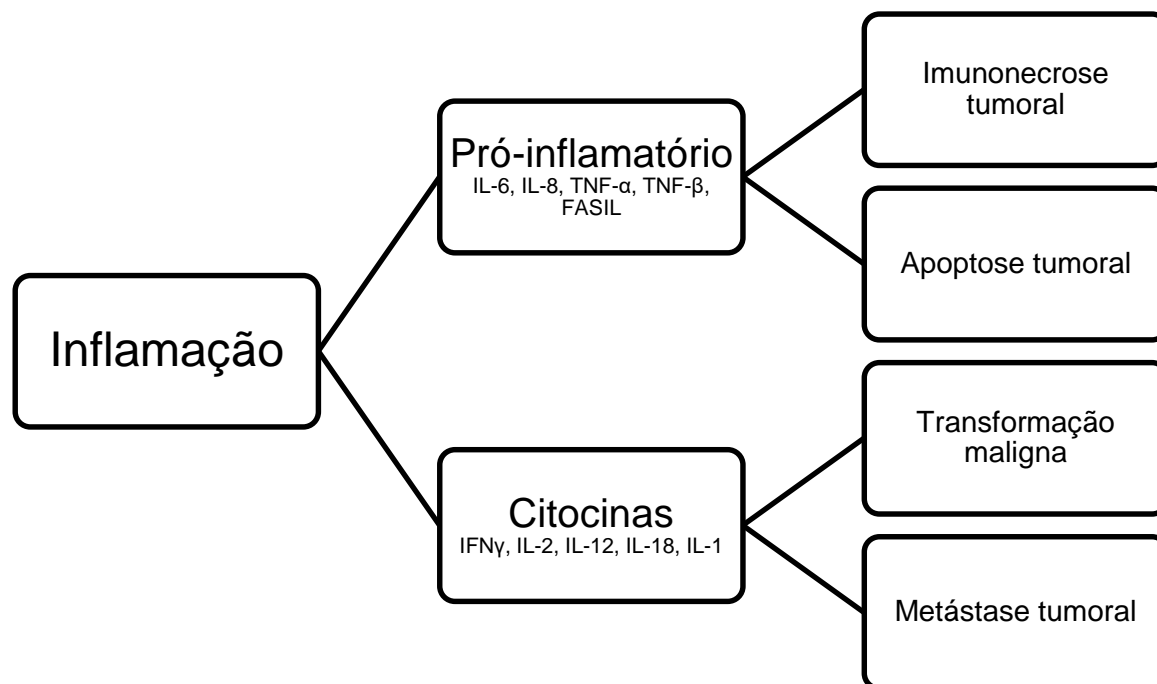 Inflamação
Pró-inflamatório
IL-6, IL-8, TNF-α, TNF-β,
FASIL
Citocinas
IFNγ, IL-2, IL-12, IL-18, IL-1
Imunonecrose
tumoral
Apoptose tumoral
Transformação
maligna
Metástase tumoral